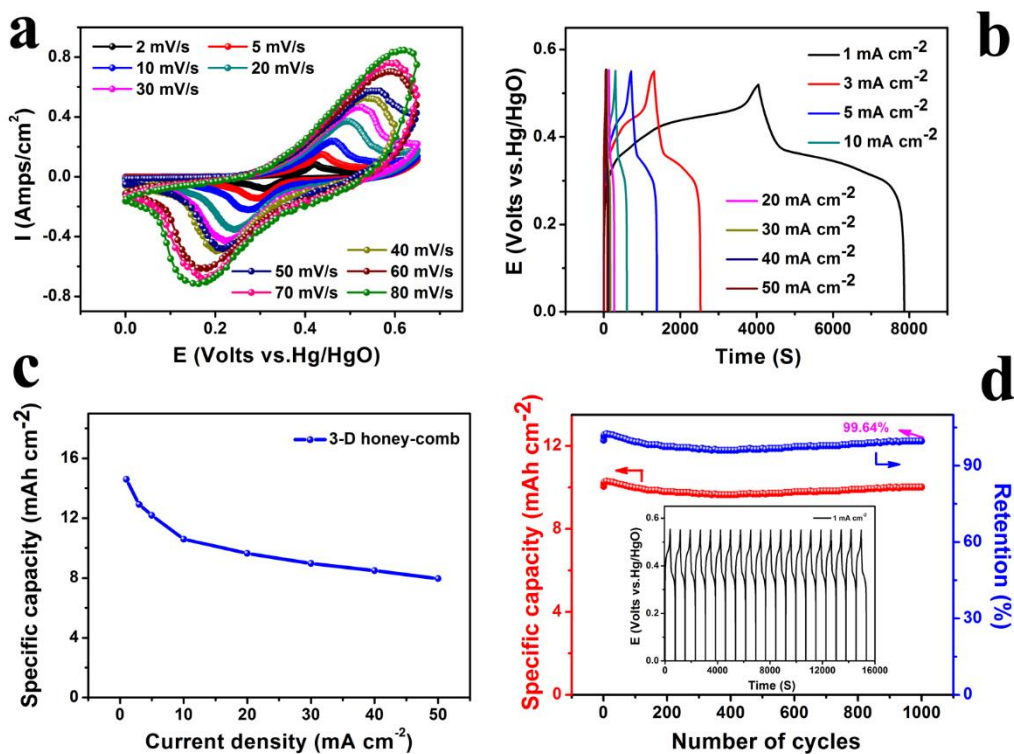 a
2 mV/s
5 mV/s
10 mV/s
20 mV/s
30 mV/s
40 mV/s
50 mV/s
60 mV/s
70 mV/s
80 mV/s
0.8
0.4
0.0
-0.4
-0.8
I (Amps/cm²)
0.0 0.2 0.4 0.6
E (Volts vs.Hg/HgO)
b
1 mA cm⁻²
3 mA cm⁻²
5 mA cm⁻²
10 mA cm⁻²
20 mA cm⁻²
30 mA cm⁻²
40 mA cm⁻²
50 mA cm⁻²
0.6
0.4
0.2
0.0
E (Volts vs.Hg/HgO)
0 2000 4000 6000 8000
Time (S)
c
3-D honey-comb
16
12
8
4
0
Specific capacity (mAh cm⁻²)
0 10 20 30 40 50
Current density (mA cm⁻²)
d
99.64%
12
10
8
6
4
2
0
Specific capacity (mAh cm⁻²)
90
60
30
0
Retention (%)
1 mA cm⁻²
0.6
0.4
0.2
0.0
E (Volts vs.Hg/HgO)
0 4000 8000 12000 16000
Time (S)
0 200 400 600 800 1000
Number of cycles